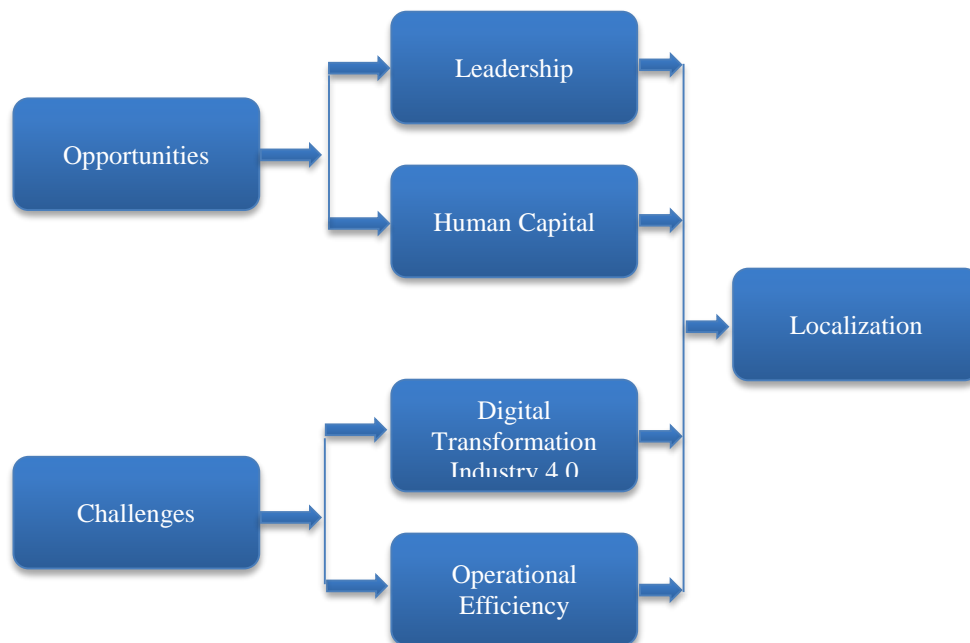 Leadership
Opportunities
Human Capital
Localization
Digital
Transformation
Industry 4.0
Challenges
Operational
Efficiency